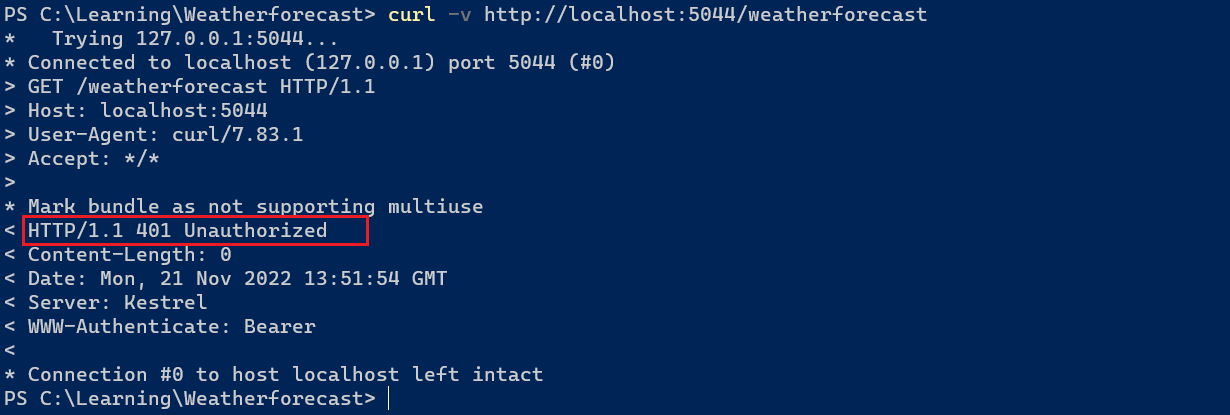 PS C:\Learning\Weatherforecast> curl -v http://localhost:5044/weatherforecast
*   Trying 127.0.0.1:5044...
* Connected to localhost (127.0.0.1) port 5044 (#0)
> GET /weatherforecast HTTP/1.1
> Host: localhost:5044
> User-Agent: curl/7.83.1
> Accept: */*
>
* Mark bundle as not supporting multiuse
< HTTP/1.1 401 Unauthorized
< Content-Length: 0
< Date: Mon, 21 Nov 2022 13:51:54 GMT
< Server: Kestrel
< WWW-Authenticate: Bearer
<
* Connection #0 to host localhost left intact
PS C:\Learning\Weatherforecast>